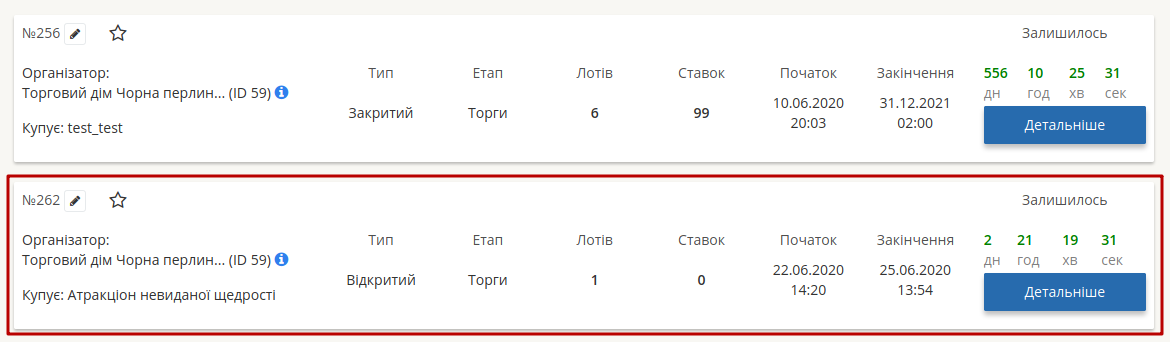 №256 Залишилось
Організатор: Тип Етап Лотів Ставок Початок Закінчення 556 10 25 31
Торговий дім Чорна перлин... (ID 59) дн год хв сек
Закритий Торги 6 99 10.06.2020 20:03 31.12.2021 02:00
Купує: test_test Детальніше
№262 Залишилось
Організатор: Тип Етап Лотів Ставок Початок Закінчення 2 21 19 31
Торговий дім Чорна перлин... (ID 59) дн год хв сек
Відкритий Торги 1 0 22.06.2020 14:20 25.06.2020 13:54
Купує: Атракціон невиданої щедрості Детальніше